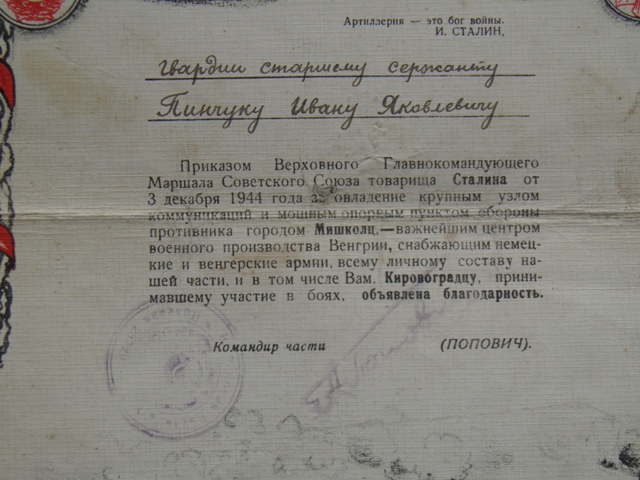 Артиллерия — это бог войны.
И. СТАЛИН,
Гвардии старшему сержанту
Пинчуку Ивану Яковлевичу
Приказом Верховного Главнокомандующего
Маршала Советского Союза товарища Сталина от
3 декабря 1944 года за овладение крупным узлом
коммуникаций и мощным опорным пунктом обороны
противника городом Мишкольц,—важнейшим центром
военного производства Венгрии, снабжающим немец-
кие и венгерские армии, всему личному составу на-
шей части, и в том числе Вам, Кировоградцу, прини-
мавшему участие в боях, объявлена благодарность.
Командир части (ПОПОВИЧ).